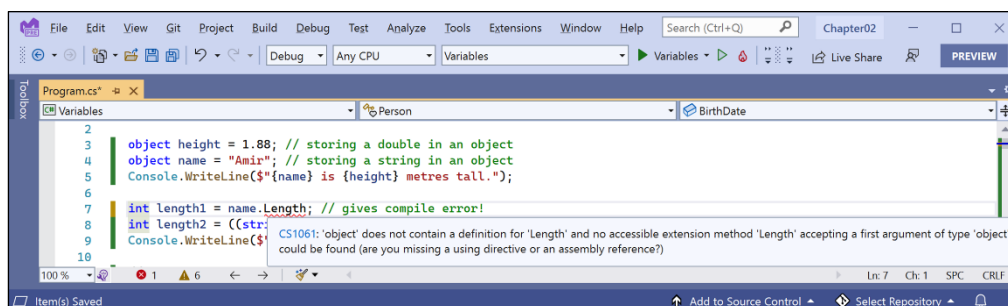 File Edit View Git Project Build Debug Test Analyze Tools Extensions Window Help Search (Ctrl+Q) Chapter02
Debug Any CPU Variables Variables Live Share PREVIEW
Toolbox
Program.cs*
C# Variables Person BirthDate
2
3 object height = 1.88; // storing a double in an object
4 object name = "Amir"; // storing a string in an object
5 Console.WriteLine($"{name} is {height} metres tall.");
6
7 int length1 = name.Length; // gives compile error!
8 int length2 = ((stri
9 Console.WriteLine($"
10
CS1061: 'object' does not contain a definition for 'Length' and no accessible extension method 'Length' accepting a first argument of type 'object
could be found (are you missing a using directive or an assembly reference?)
100 % 1 6 Ln: 7 Ch: 1 SPC CRLF
Item(s) Saved Add to Source Control Select Repository